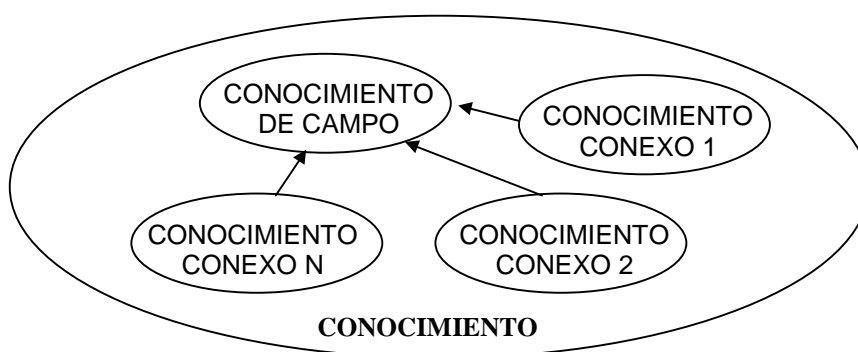 CONOCIMIENTO
DE CAMPO
CONOCIMIENTO
CONEXO 1
CONOCIMIENTO
CONEXO N
CONOCIMIENTO
CONEXO 2
CONOCIMIENTO